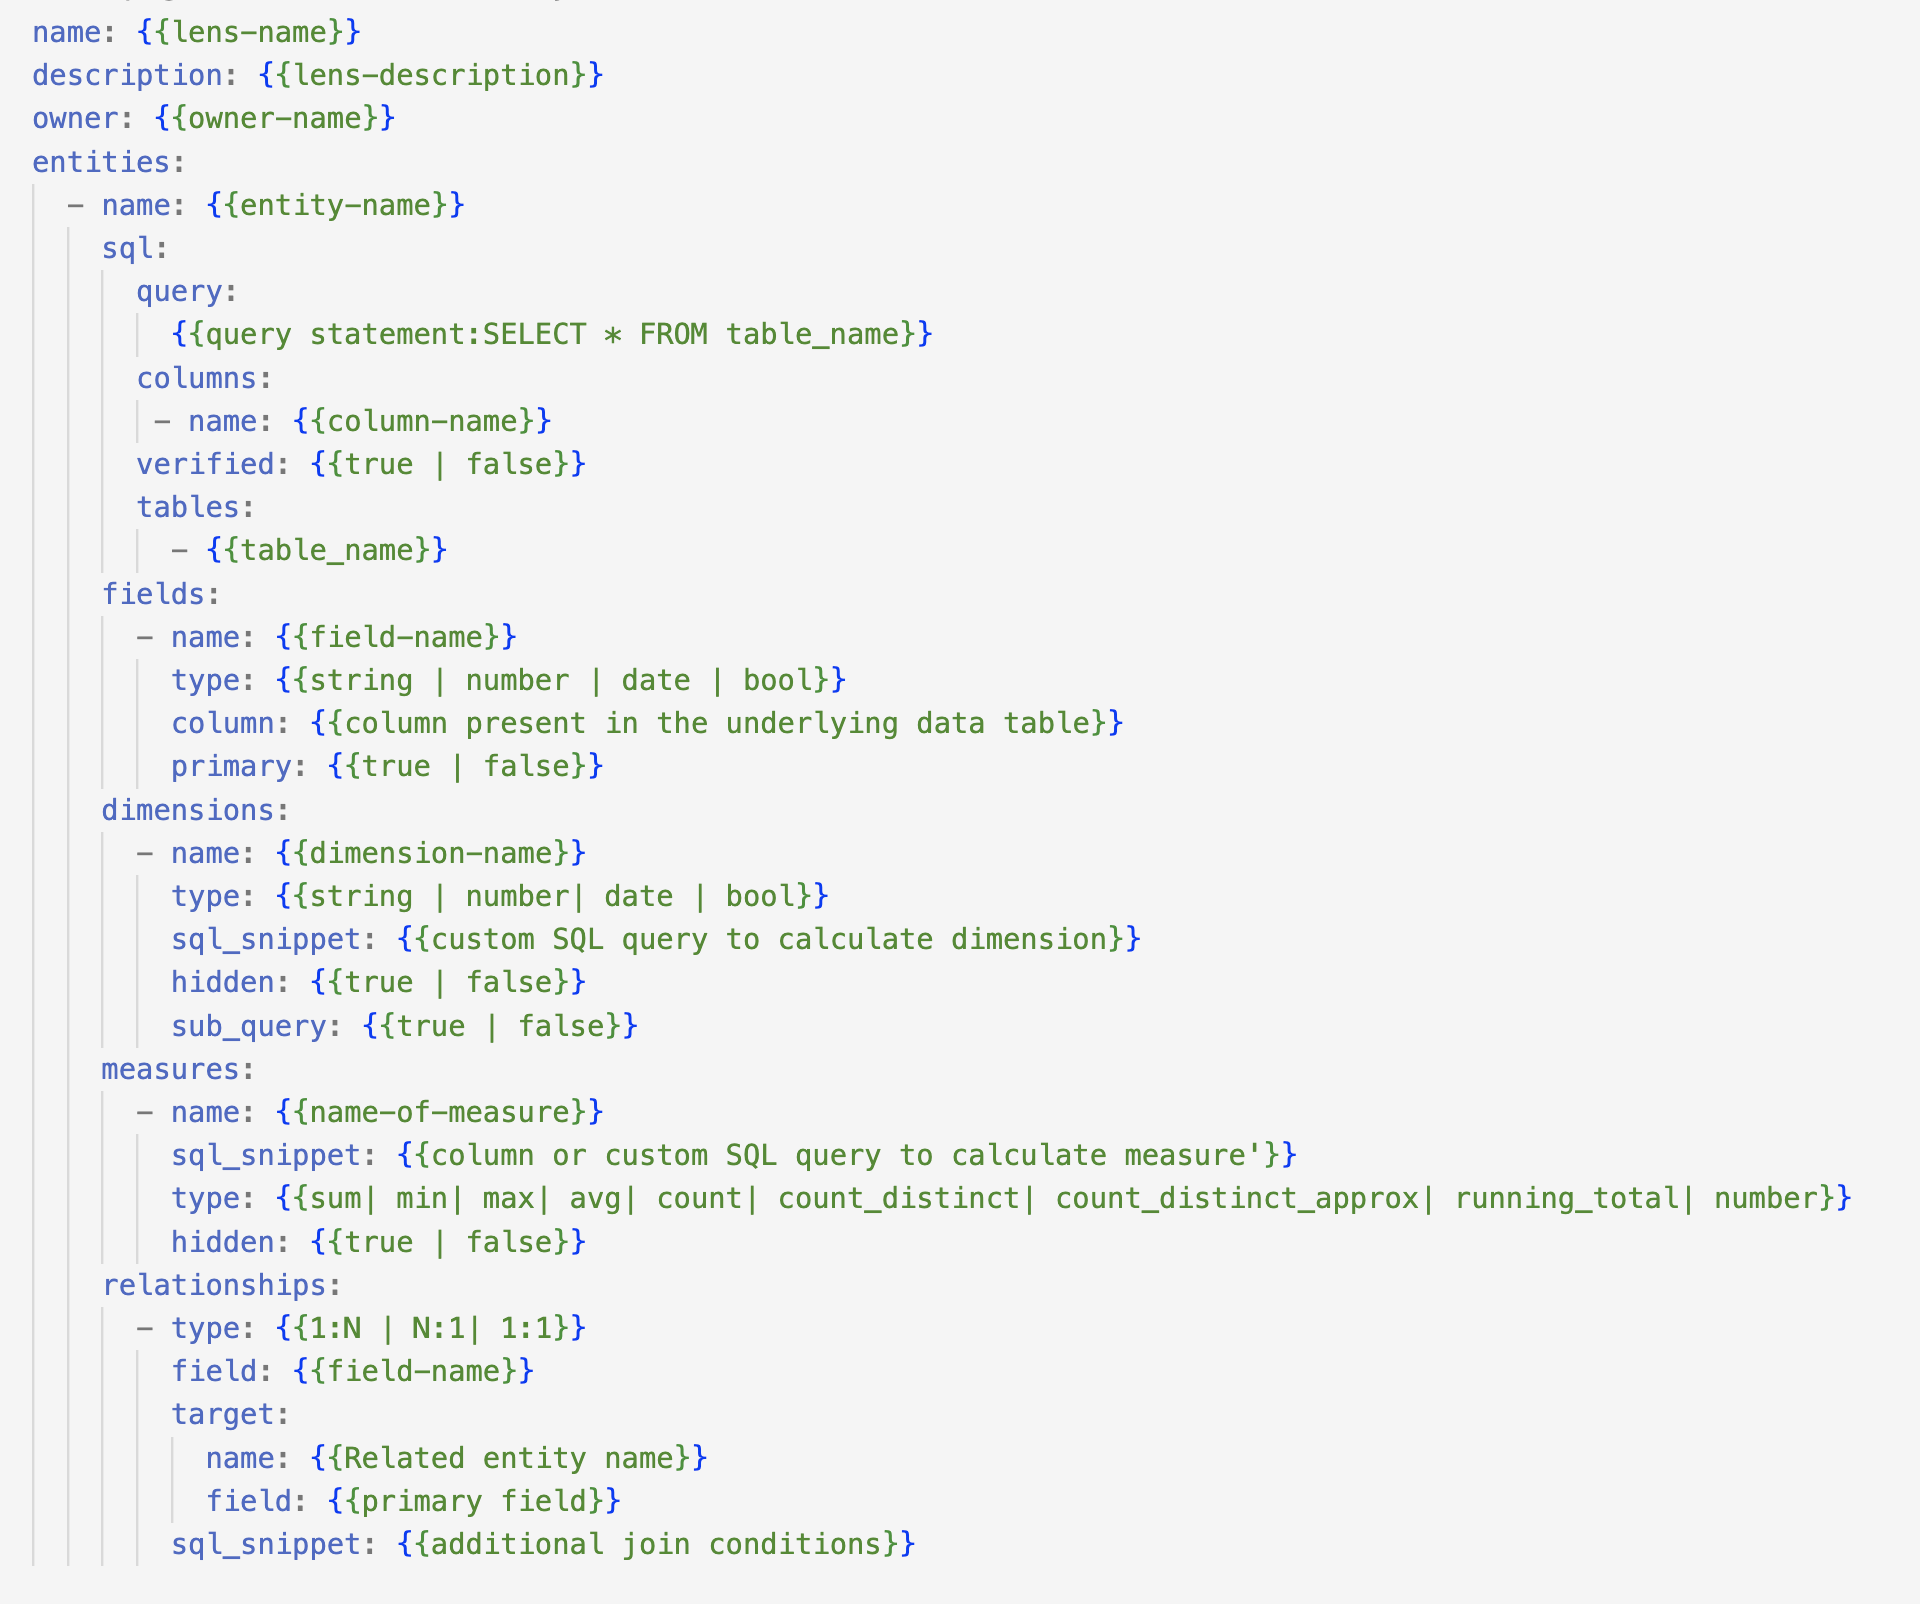 name: {{lens-name}}
description: {{lens-description}}
owner: {{owner-name}}
entities:
  - name: {{entity-name}}
    sql:
      query:
        {{query statement:SELECT * FROM table_name}}
      columns:
       - name: {{column-name}}
      verified: {{true | false}}
      tables:
        - {{table_name}}
    fields:
      - name: {{field-name}}
        type: {{string | number | date | bool}}
        column: {{column present in the underlying data table}}
        primary: {{true | false}}
    dimensions:
      - name: {{dimension-name}}
        type: {{string | number| date | bool}}
        sql_snippet: {{custom SQL query to calculate dimension}}
        hidden: {{true | false}}
        sub_query: {{true | false}}
    measures:
      - name: {{name-of-measure}}
        sql_snippet: {{column or custom SQL query to calculate measure'}}
        type: {{sum| min| max| avg| count| count_distinct| count_distinct_approx| running_total| number}}
        hidden: {{true | false}}
    relationships:
      - type: {{1:N | N:1| 1:1}}
        field: {{field-name}}
        target:
          name: {{Related entity name}}
          field: {{primary field}}
        sql_snippet: {{additional join conditions}}